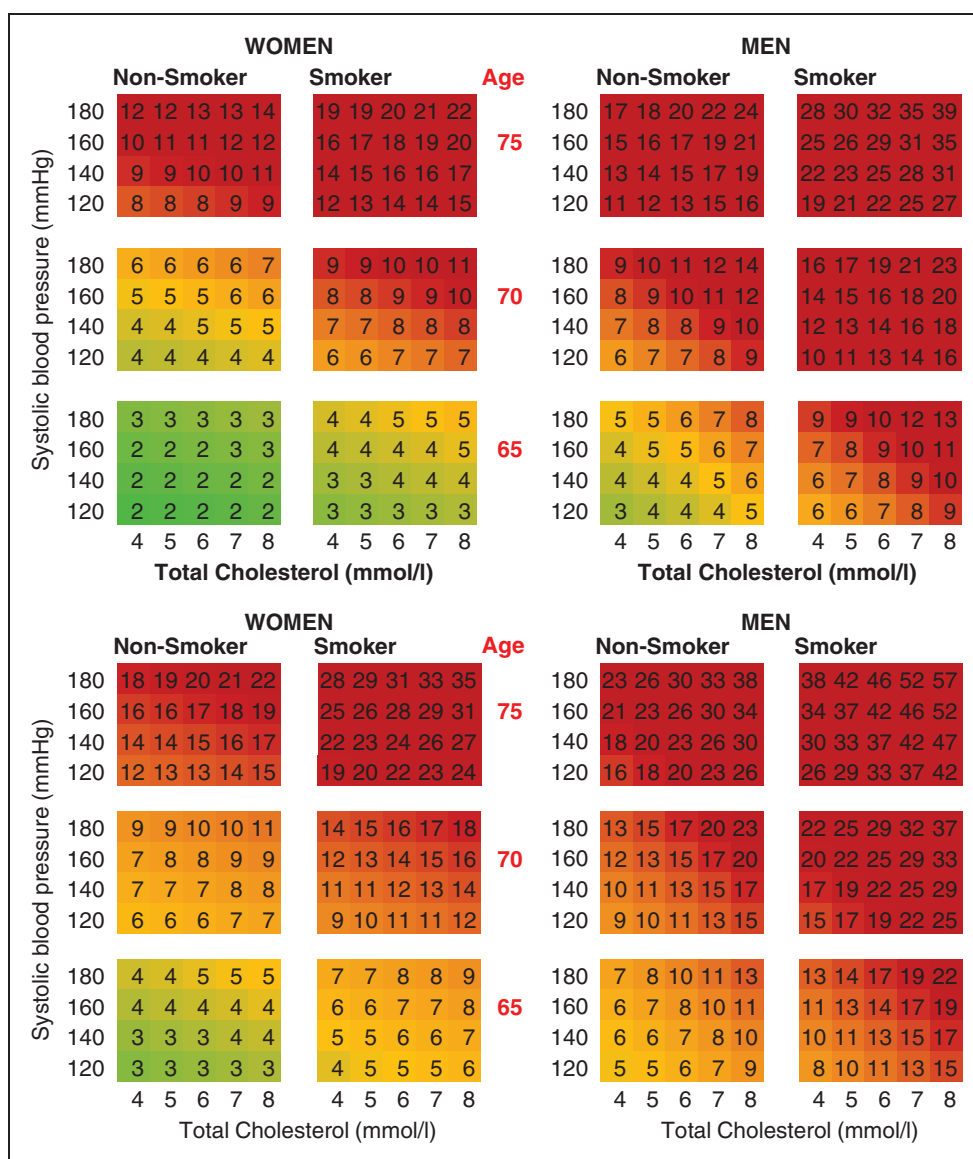 WOMEN MEN
Non-Smoker Smoker Age Non-Smoker Smoker
Systolic blood pressure (mmHg)
180 12 12 13 13 14 19 19 20 21 22 180 17 18 20 22 24 28 30 32 35 39
160 10 11 11 12 12 16 17 18 19 20 75 160 15 16 17 19 21 25 26 29 31 35
140 9 9 10 10 11 14 15 16 16 17 140 13 14 15 17 19 22 23 25 28 31
120 8 8 8 9 9 12 13 14 14 15 120 11 12 13 15 16 19 21 22 25 27
180 6 6 6 6 7 9 9 10 10 11 180 9 10 11 12 14 16 17 19 21 23
160 5 5 5 6 6 8 8 9 9 10 70 160 8 9 10 11 12 14 15 16 18 20
140 4 4 5 5 5 7 7 8 8 8 140 7 8 8 9 10 12 13 14 16 18
120 4 4 4 4 4 6 6 7 7 7 120 6 7 7 8 9 10 11 13 14 16
180 3 3 3 3 3 4 4 5 5 5 180 5 5 6 7 8 9 9 10 12 13
160 2 2 2 3 3 4 4 4 4 5 65 160 4 5 5 6 7 7 8 9 10 11
140 2 2 2 2 2 3 3 4 4 4 140 4 4 4 5 6 6 7 8 9 10
120 2 2 2 2 2 3 3 3 3 3 120 3 4 4 4 5 6 6 7 8 9
4 5 6 7 8 4 5 6 7 8 4 5 6 7 8 4 5 6 7 8
Total Cholesterol (mmol/l) Total Cholesterol (mmol/l)
WOMEN MEN
Non-Smoker Smoker Age Non-Smoker Smoker
Systolic blood pressure (mmHg)
180 18 19 20 21 22 28 29 31 33 35 180 23 26 30 33 38 38 42 46 52 57
160 16 16 17 18 19 25 26 28 29 31 75 160 21 23 26 30 34 34 37 42 46 52
140 14 14 15 16 17 22 23 24 26 27 140 18 20 23 26 30 30 33 37 42 47
120 12 13 13 14 15 19 20 22 23 24 120 16 18 20 23 26 26 29 33 37 42
180 9 9 10 10 11 14 15 16 17 18 180 13 15 17 20 23 22 25 29 32 37
160 7 8 8 9 9 12 13 14 15 16 70 160 12 13 15 17 20 20 22 25 29 33
140 7 7 7 8 8 11 11 12 13 14 140 10 11 13 15 17 17 19 22 25 29
120 6 6 6 7 7 9 10 11 11 12 120 9 10 11 13 15 15 17 19 22 25
180 4 4 5 5 5 7 7 8 8 9 180 7 8 10 11 13 13 14 17 19 22
160 4 4 4 4 4 6 6 7 7 8 65 160 6 7 8 10 11 11 13 14 17 19
140 3 3 3 4 4 5 5 6 6 7 140 6 6 7 8 10 10 11 13 15 17
120 3 3 3 3 3 4 5 5 5 6 120 5 5 6 7 9 8 10 11 13 15
4 5 6 7 8 4 5 6 7 8 4 5 6 7 8 4 5 6 7 8
Total Cholesterol (mmol/l) Total Cholesterol (mmol/l)